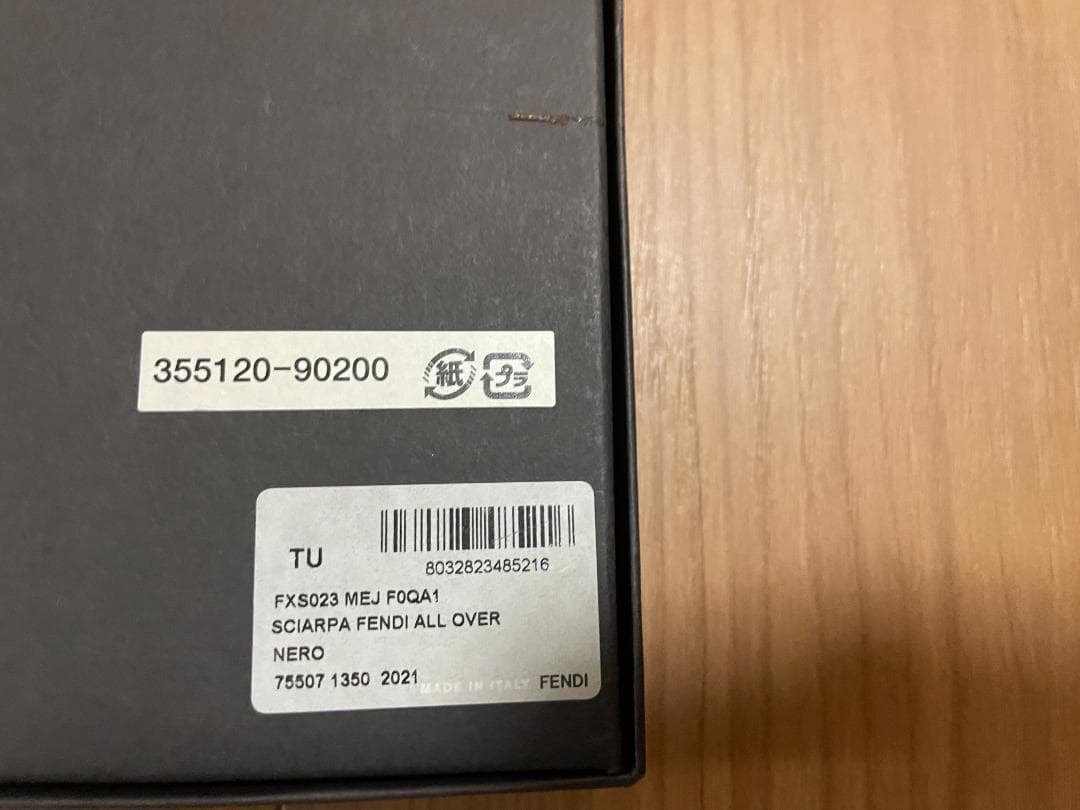 355120-90200 紙 プラ
TU
8032823485216
FXS023 MEJ F0QA1
SCIARPA FENDI ALL OVER
NERO
75507 1350 2021
MADE IN ITALY
FENDI